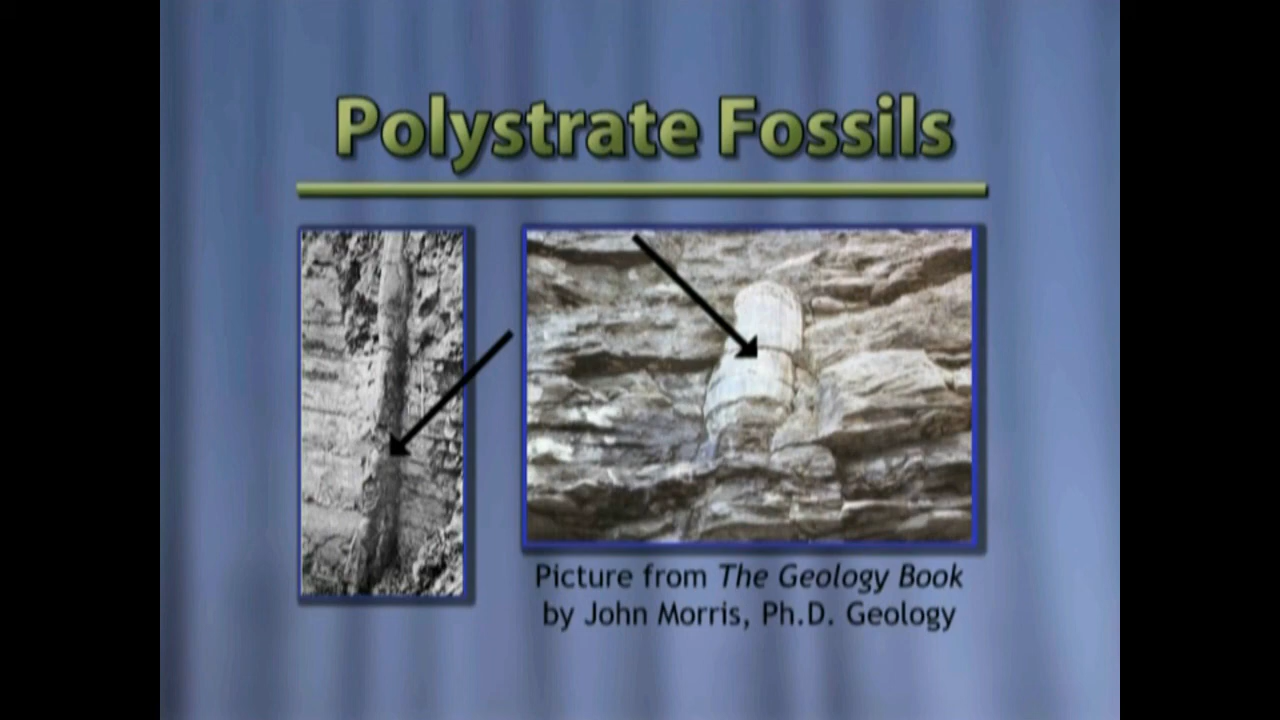 Polystrate Fossils
Picture from The Geology Book
by John Morris, Ph.D. Geology